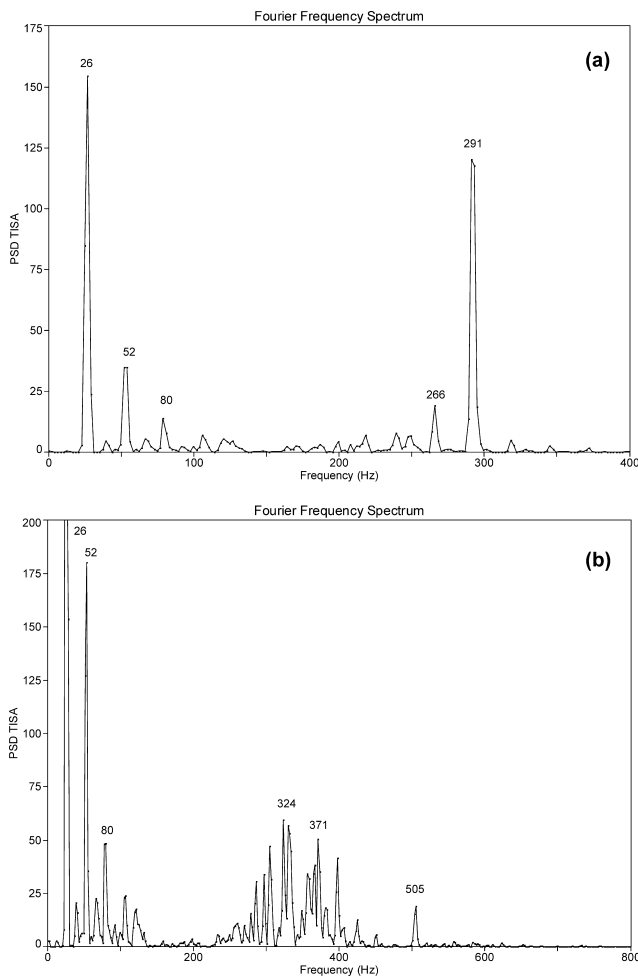 Fourier Frequency Spectrum
(a)
175
150
125
100
75
50
25
0
PSD TISA
26
52
80
266
291
0 100 200 300 400
Frequency (Hz)
Fourier Frequency Spectrum
(b)
200
175
150
125
100
75
50
25
0
PSD TISA
26
52
80
324
371
505
0 200 400 600 800
Frequency (Hz)